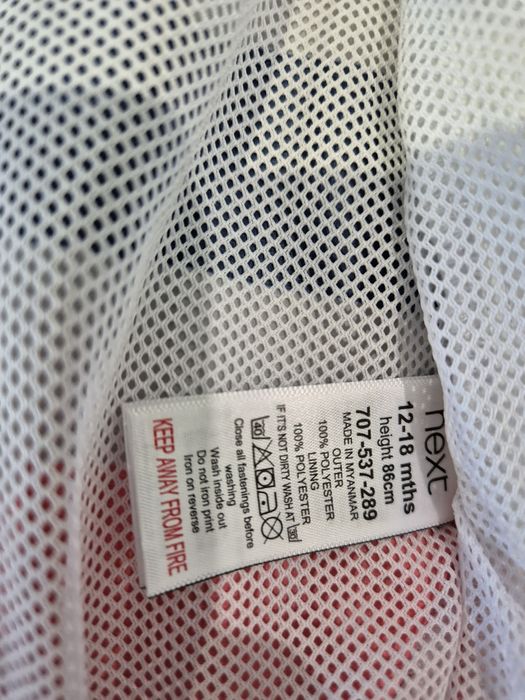 next
12-18 mths
height 86cm
707-537-289
MADE IN MYANMAR
OUTER
100% POLYESTER
LINING
100% POLYESTER
IF IT'S NOT DIRTY WASH AT 30
40
Close all fastenings before
washing
Wash inside out
Do not iron print
Iron on reverse
KEEP AWAY FROM FIRE